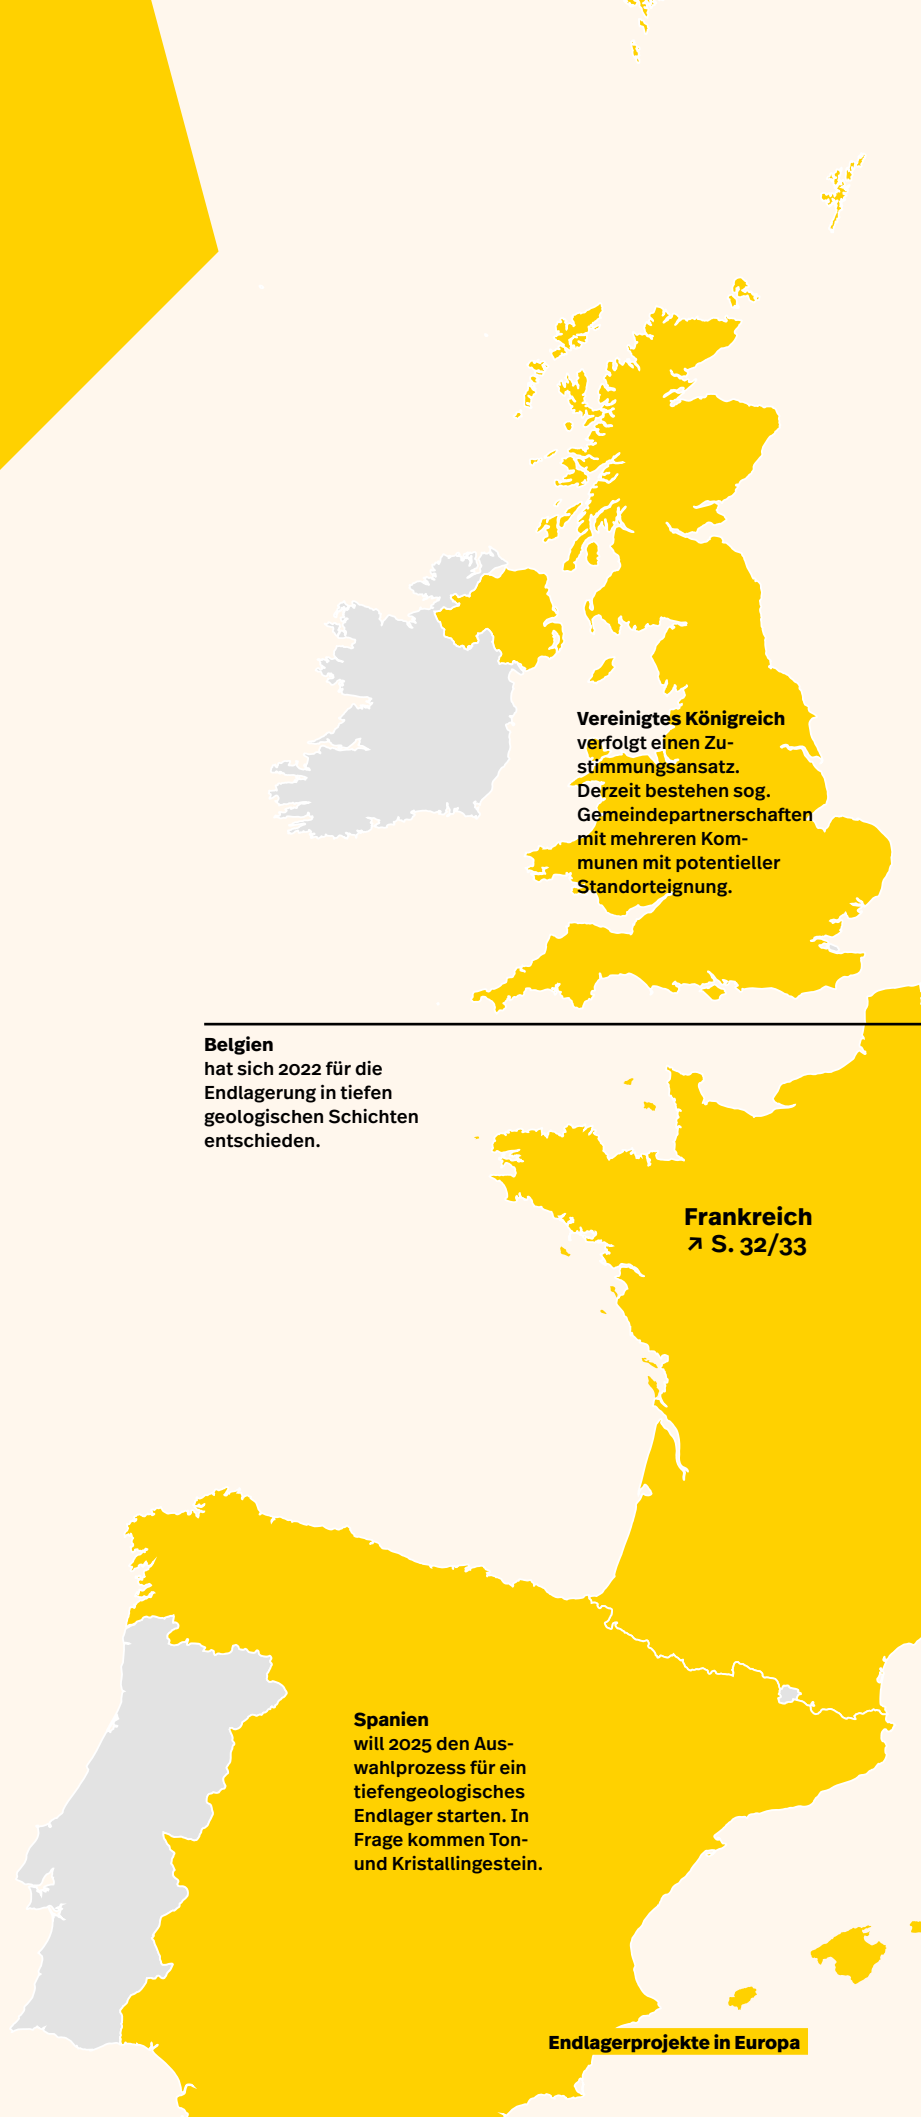 Vereinigtes Königreich
verfolgt einen Zu-
stimmungsansatz.
Derzeit bestehen sog.
Gemeindepartnerschaften
mit mehreren Kom-
munen mit potentieller
Standorteignung.
Belgien
hat sich 2022 für die
Endlagerung in tiefen
geologischen Schichten
entschieden.
Frankreich
↗ S. 32/33
Spanien
will 2025 den Aus-
wahlprozess für ein
tiefengeologisches
Endlager starten. In
Frage kommen Ton-
und Kristallingestein.
Endlagerprojekte in Europa